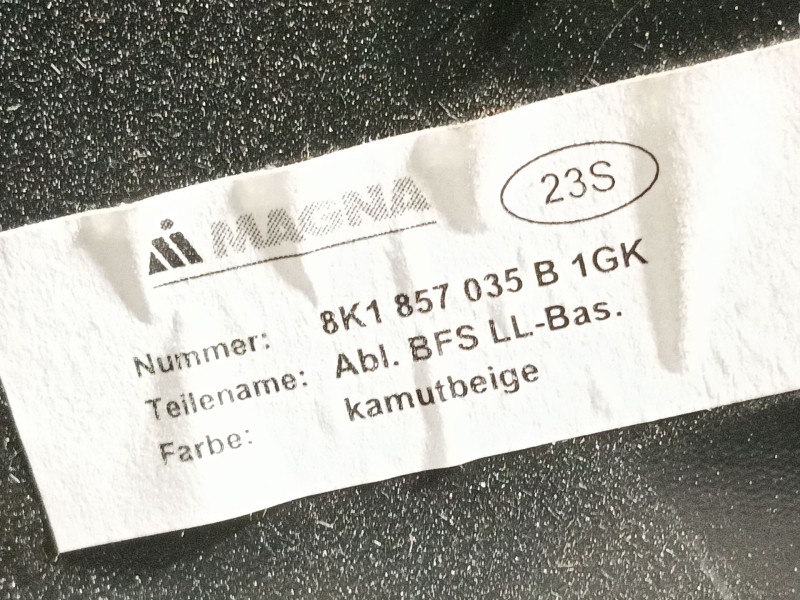 MAGNA
23S
Nummer: 8K1 857 035 B 1GK
Teilename: Abl. BFS LL-Bas.
Farbe: kamutbeige